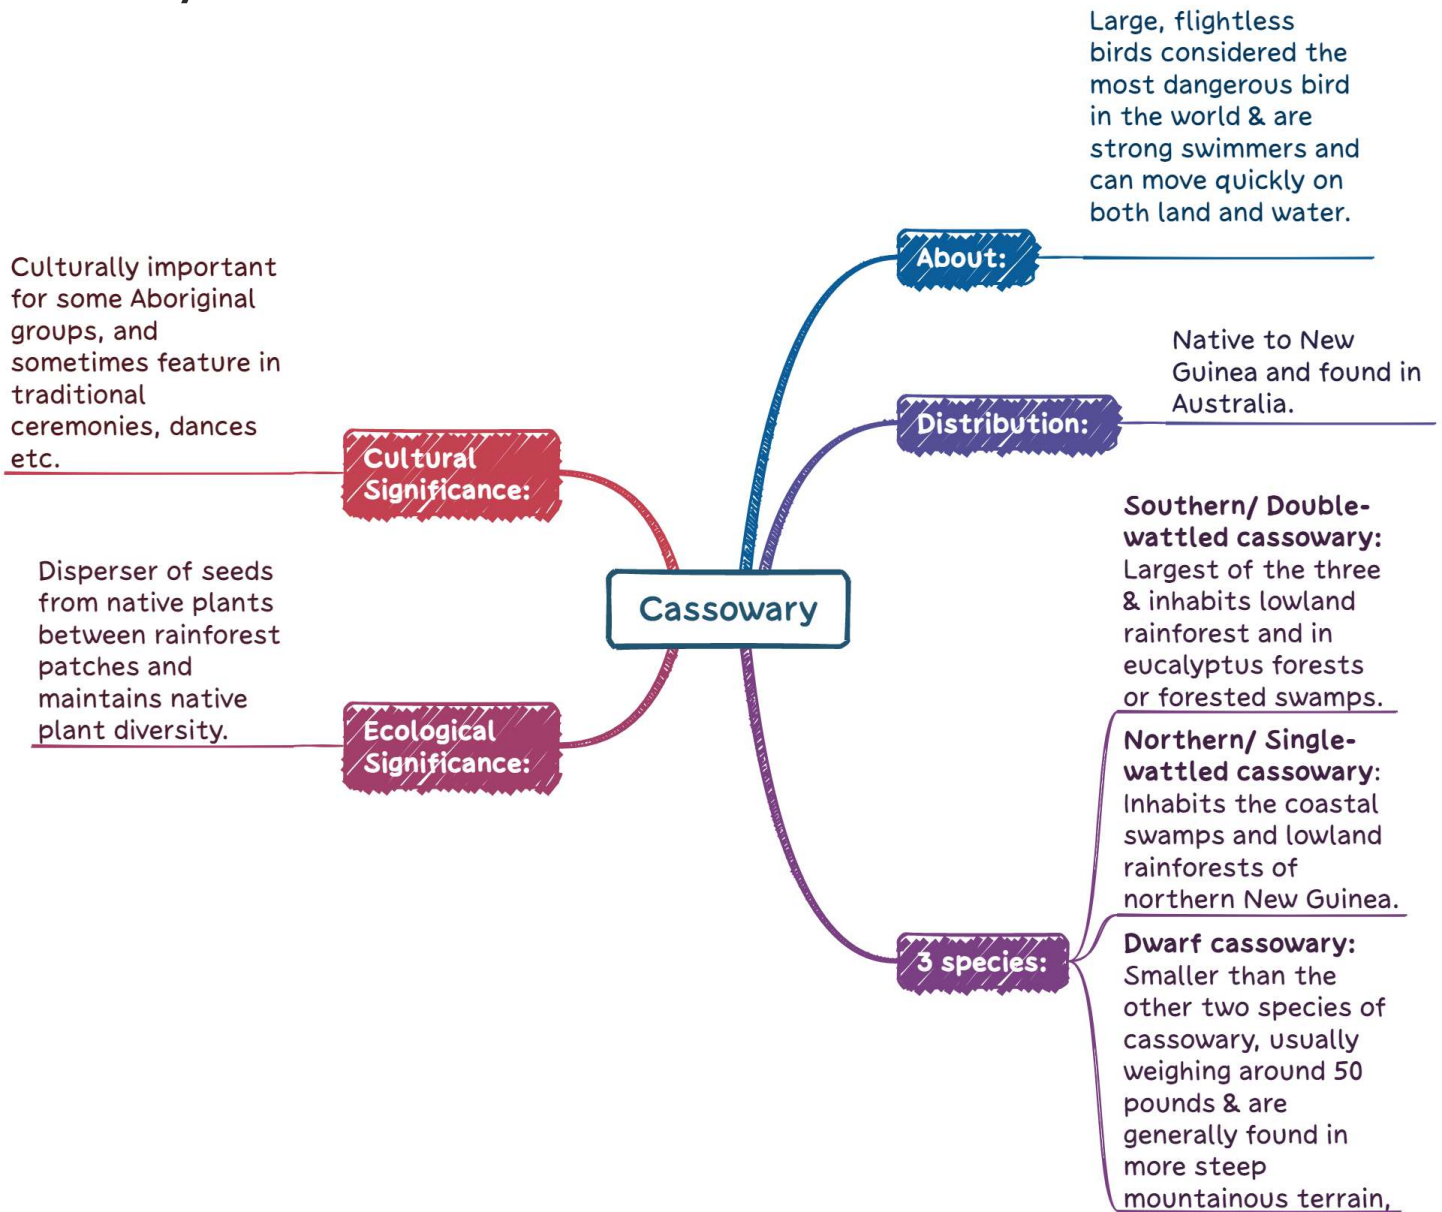 Large, flightless
birds considered the
most dangerous bird
in the world & are
strong swimmers and
can move quickly on
both land and water.
About:
Native to New
Guinea and found in
Australia.
Distribution:
Culturally important
for some Aboriginal
groups, and
sometimes feature in
traditional
ceremonies, dances
etc.
Cultural
Significance:
Disperser of seeds
from native plants
between rainforest
patches and
maintains native
plant diversity.
Ecological
Significance:
Cassowary
3 species:
Southern/ Double-
wattled cassowary:
Largest of the three
& inhabits lowland
rainforest and in
eucalyptus forests
or forested swamps.
Northern/ Single-
wattled cassowary:
Inhabits the coastal
swamps and lowland
rainforests of
northern New Guinea.
Dwarf cassowary:
Smaller than the
other two species of
cassowary, usually
weighing around 50
pounds & are
generally found in
more steep
mountainous terrain,